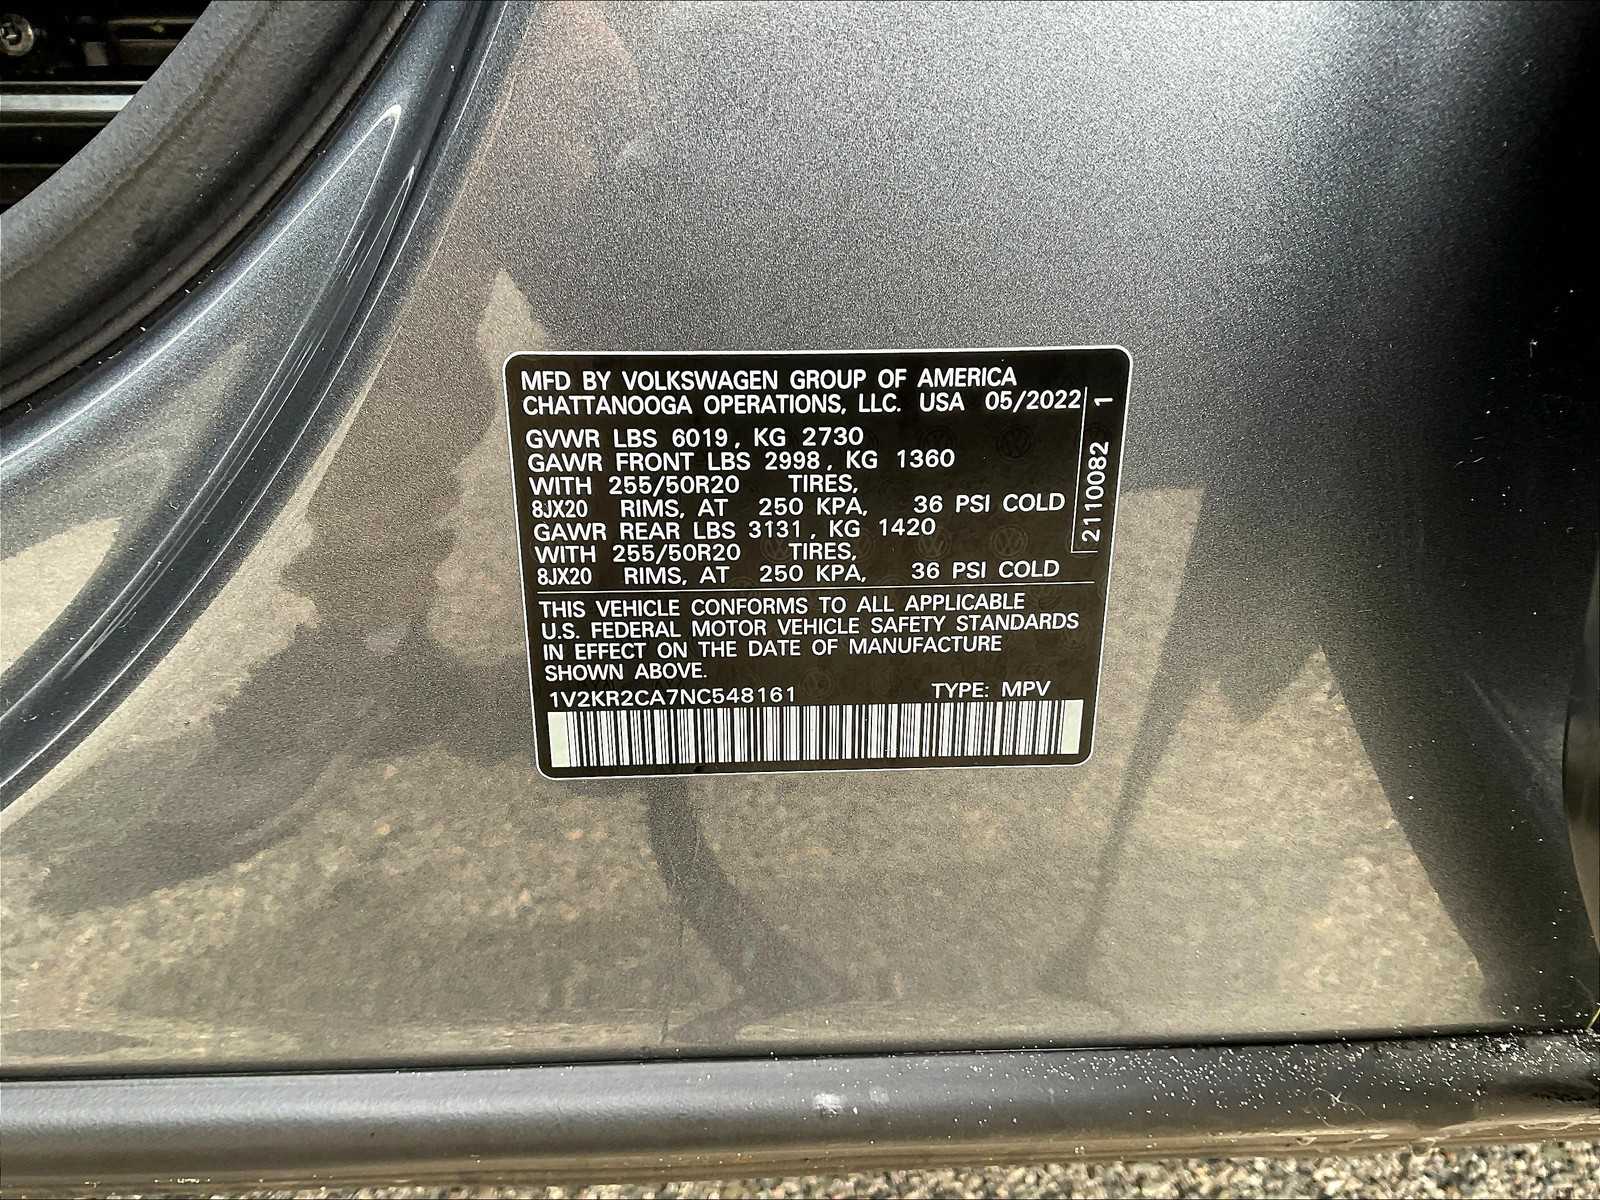 MFD BY VOLKSWAGEN GROUP OF AMERICA
CHATTANOOGA OPERATIONS, LLC. USA 05/2022
GVWR LBS 6019, KG 2730
GAWR FRONT LBS 2998, KG 1360
WITH 255/50R20 TIRES,
8JX20 RIMS, AT 250 KPA, 36 PSI COLD
GAWR REAR LBS 3131, KG 1420
WITH 255/50R20 TIRES,
8JX20 RIMS, AT 250 KPA, 36 PSI COLD
THIS VEHICLE CONFORMS TO ALL APPLICABLE
U.S. FEDERAL MOTOR VEHICLE SAFETY STANDARDS
IN EFFECT ON THE DATE OF MANUFACTURE
SHOWN ABOVE.
1V2KR2CA7NC548161 TYPE: MPV
2110082 1